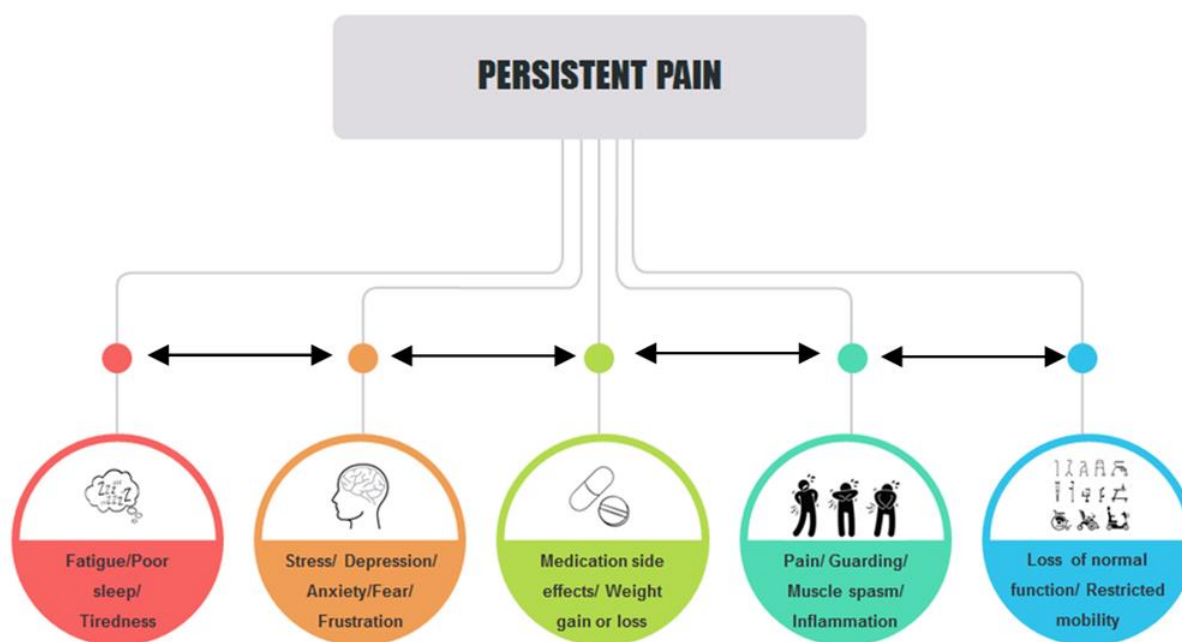 PERSISTENT PAIN
Fatigue/Poor
sleep/
Tiredness
Stress/ Depression/
Anxiety/Fear/
Frustration
Medication side
effects/ Weight
gain or loss
Pain/ Guarding/
Muscle spasm/
Inflammation
Loss of normal
function/ Restricted
mobility